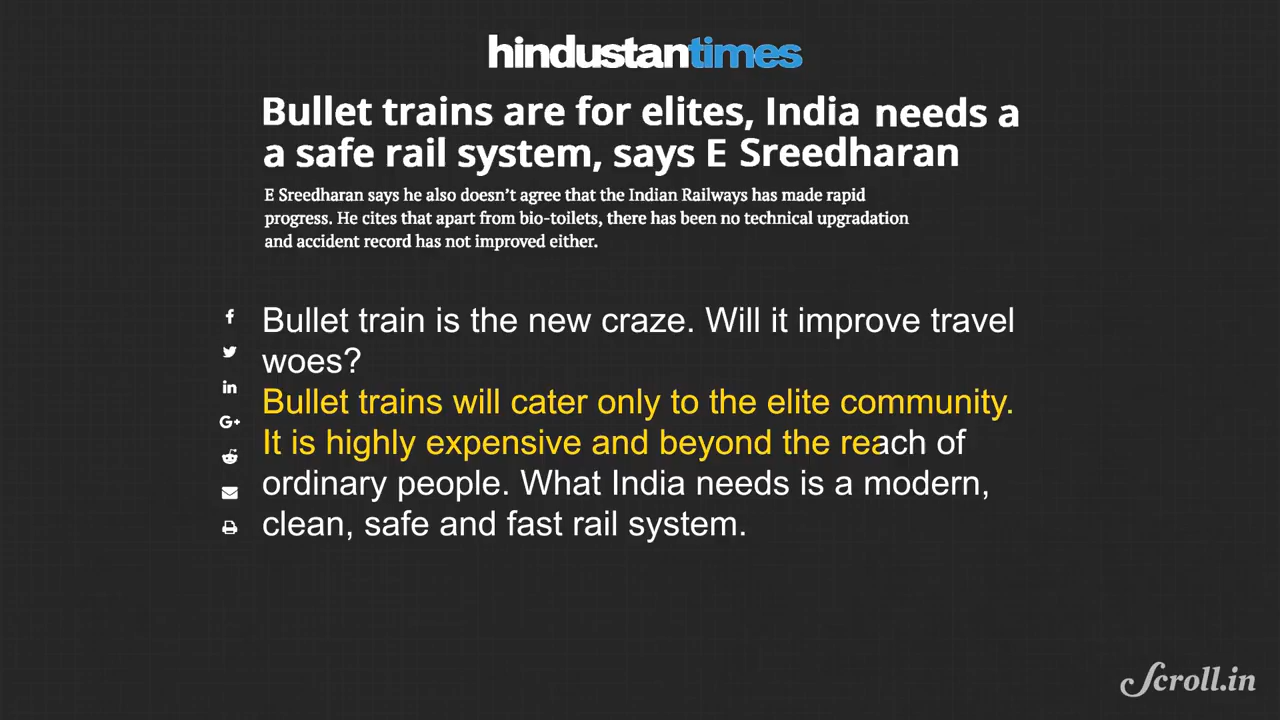 hindustantimes
Bullet trains are for elites, India needs a
a safe rail system, says E Sreedharan
E Sreedharan says he also doesn't agree that the Indian Railways has made rapid
progress. He cites that apart from bio-toilets, there has been no technical upgradation
and accident record has not improved either.
Bullet train is the new craze. Will it improve travel
woes?
Bullet trains will cater only to the elite community.
It is highly expensive and beyond the reach of
ordinary people. What India needs is a modern,
clean, safe and fast rail system.
Scroll.in